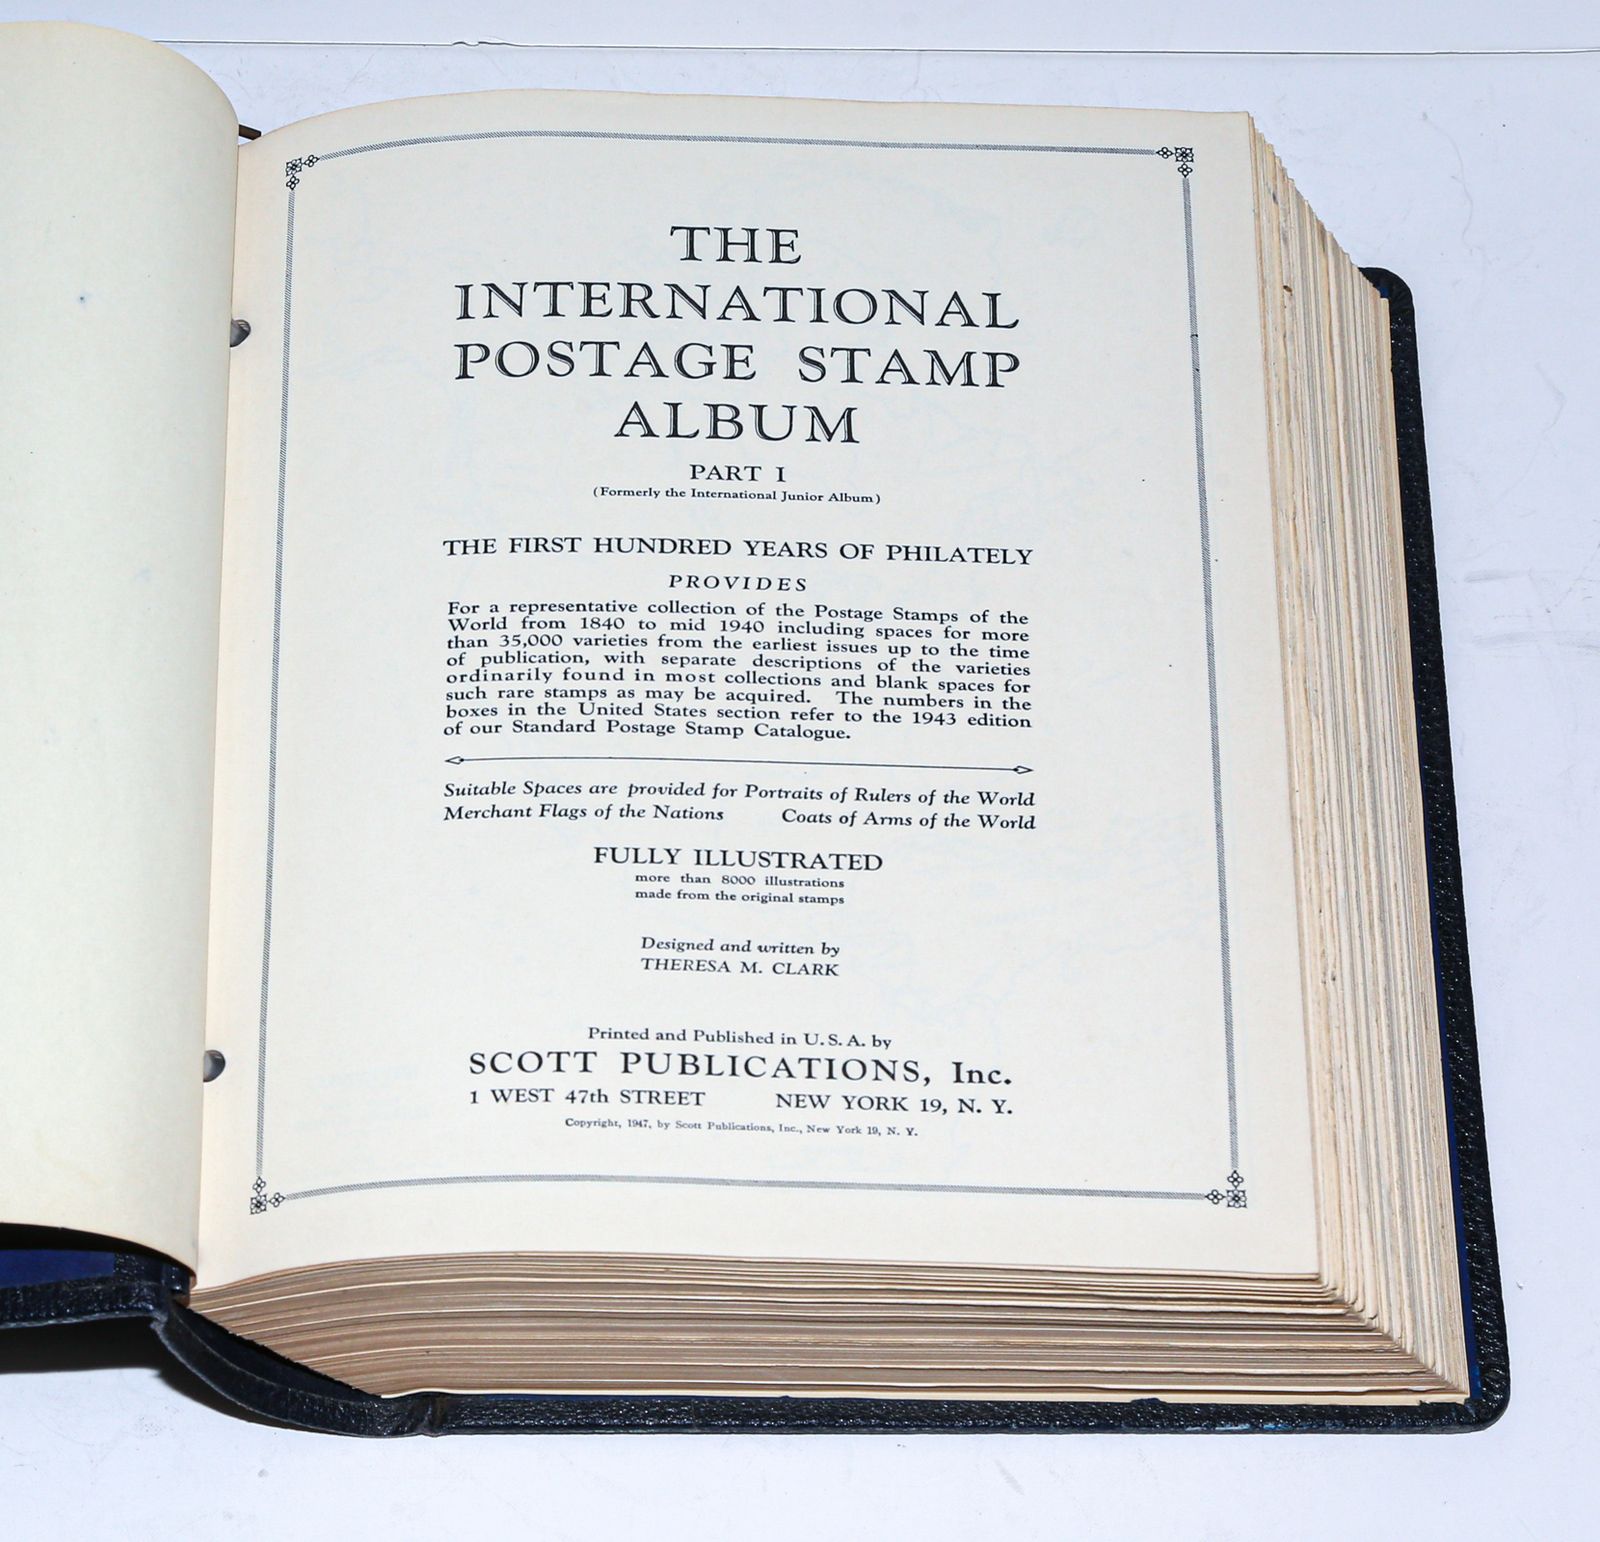 THE
INTERNATIONAL
POSTAGE STAMP
ALBUM
PART I
(Formerly the International Junior Album)
THE FIRST HUNDRED YEARS OF PHILATELY
PROVIDES
For a representative collection of the Postage Stamps of the
World from 1840 to mid 1940 including spaces for more
than 35,000 varieties from the earliest issues up to the time
of publication, with separate descriptions of the varieties
ordinarily found in most collections and blank spaces for
such rare stamps as may be acquired. The numbers in the
boxes in the United States section refer to the 1943 edition
of our Standard Postage Stamp Catalogue.
Suitable Spaces are provided for Portraits of Rulers of the World
Merchant Flags of the Nations Coats of Arms of the World
FULLY ILLUSTRATED
more than 8000 illustrations
made from the original stamps
Designed and written by
THERESA M. CLARK
Printed and Published in U. S. A. by
SCOTT PUBLICATIONS, Inc.
1 WEST 47th STREET NEW YORK 19, N. Y.
Copyright, 1947, by Scott Publications, Inc., New York 19, N. Y.